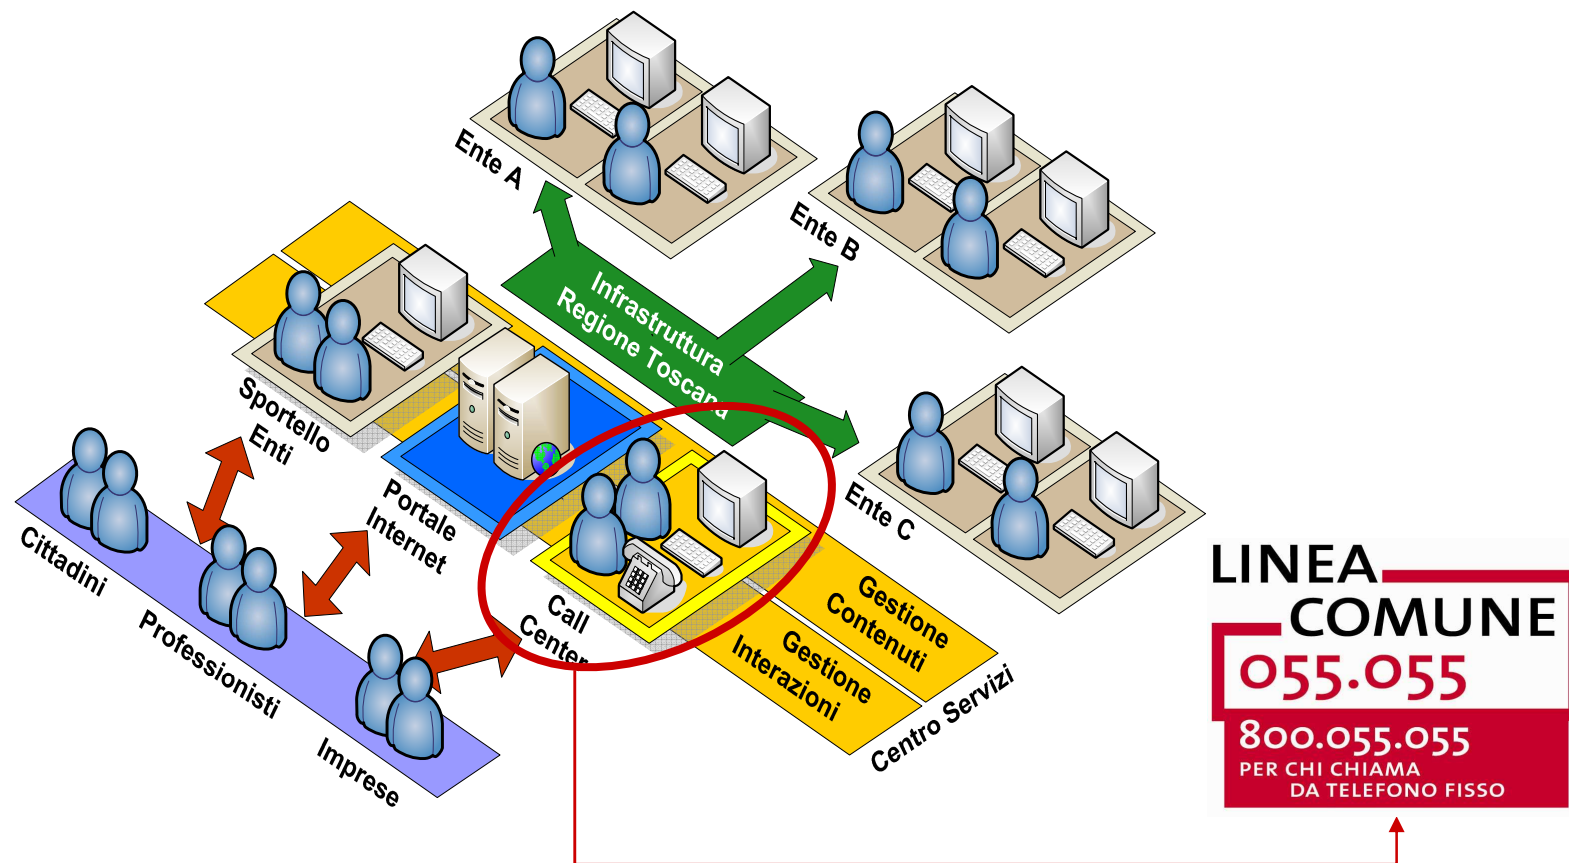 Ente A
Ente B
Infrastruttura
Regione Toscana
Sportello
Enti
Portale
Internet
Ente C
Cittadini
Professionisti
Imprese
Call
Center
Gestione
Contenuti
Gestione
Interazioni
Centro Servizi
LINEA
COMUNE
055.055
800.055.055
PER CHI CHIAMA
DA TELEFONO FISSO